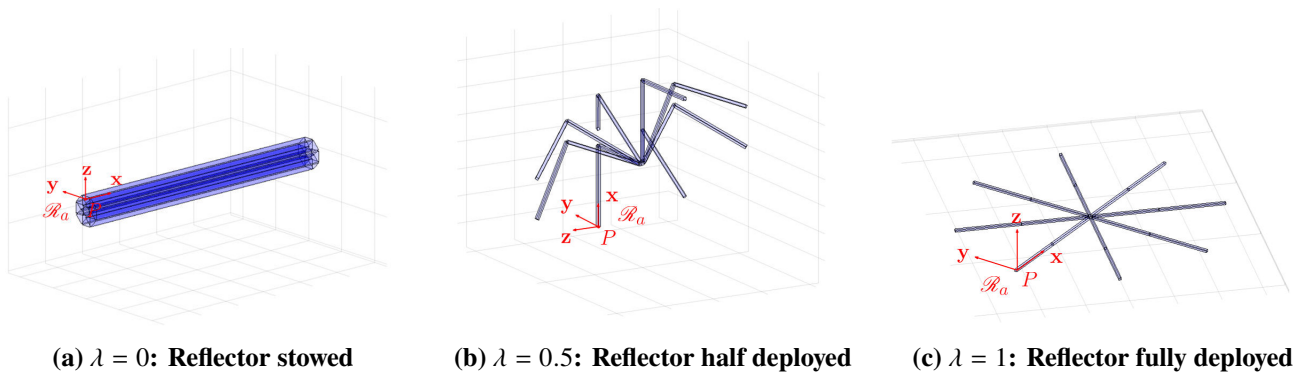 z
x
y
ℛₐ
x
y
ℛₐ
z
P
z
y
x
ℛₐ P
(a) λ = 0: Reflector stowed
(b) λ = 0.5: Reflector half deployed
(c) λ = 1: Reflector fully deployed